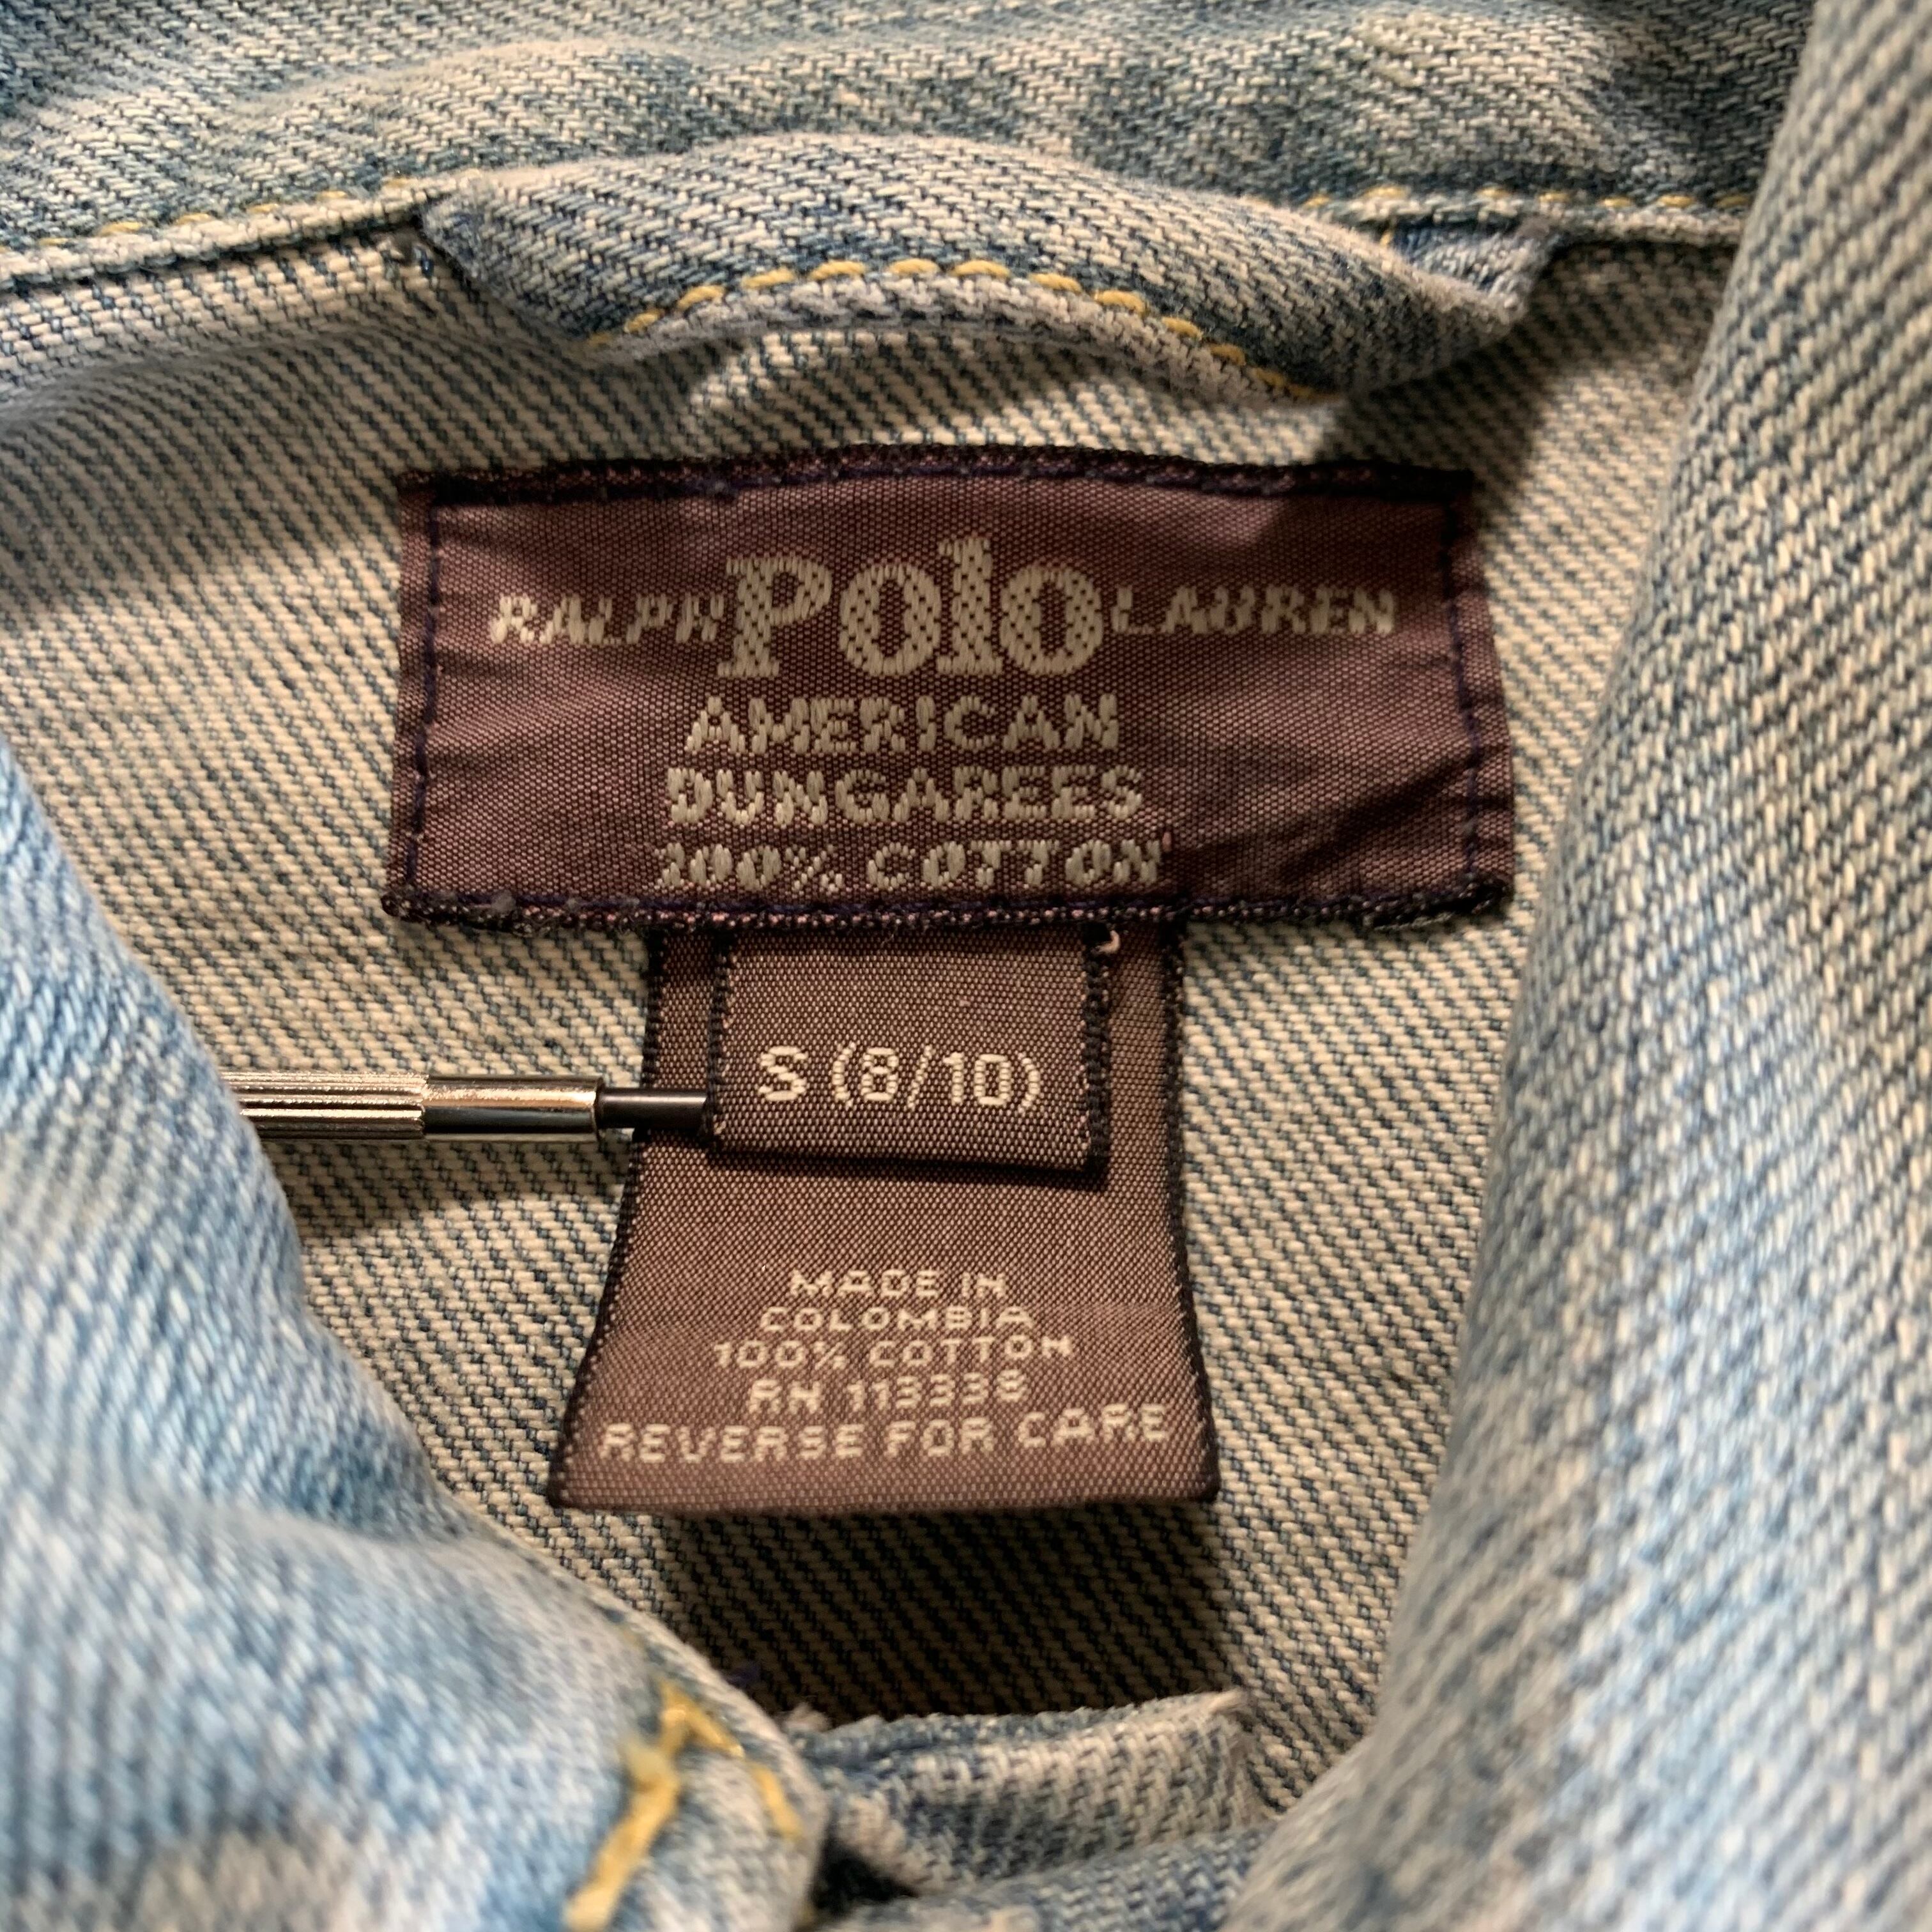 RALPH Polo LAUREN
AMERICAN
DUNGAREES
100% COTTON
S (8/10)
MADE IN
COLOMBIA
100% COTTON
RN 113338
REVERSE FOR CARE